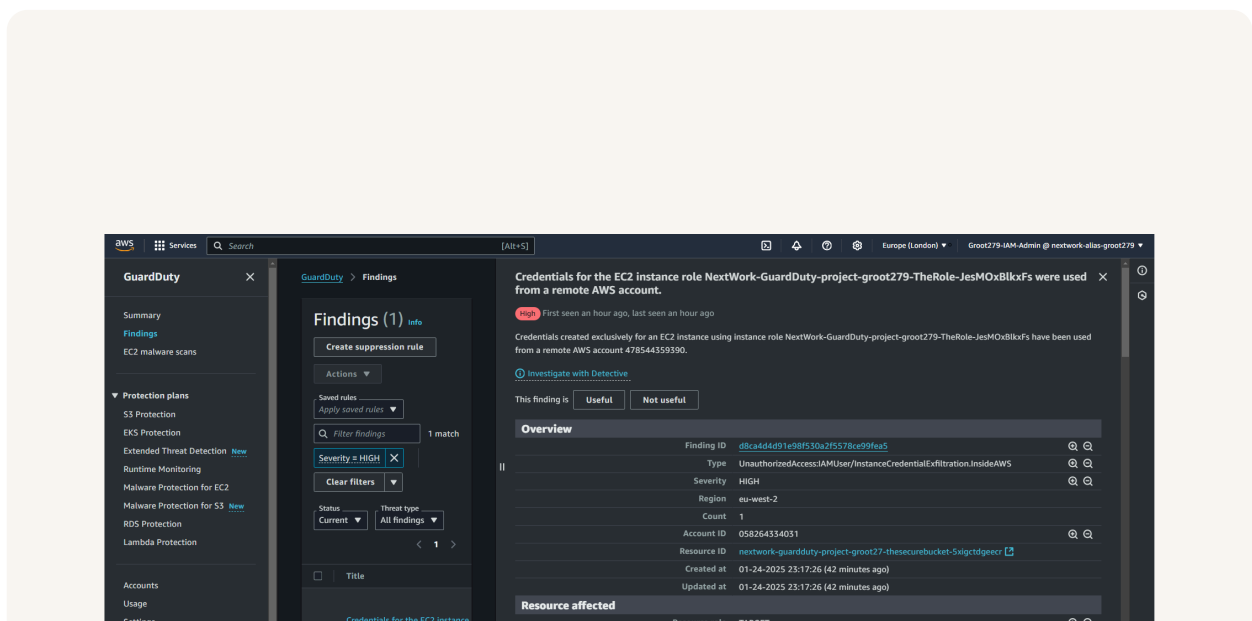 aws
Services
Search
[Alt+S]
Europe (London) ▼
Groot279-IAM-Admin @ nextwork-alias-groot279 ▼
GuardDuty
Summary
Findings
EC2 malware scans
▼ Protection plans
S3 Protection
EKS Protection
Extended Threat Detection New
Runtime Monitoring
Malware Protection for EC2
Malware Protection for S3 New
RDS Protection
Lambda Protection
Accounts
Usage
Settings
GuardDuty > Findings
Findings (1) Info
Create suppression rule
Actions ▼
Saved rules
Apply saved rules ▼
Filter findings
1 match
Severity = HIGH
Clear filters ▼
Status
Current ▼
Threat type
All findings ▼
< 1 >
Title
Credentials for the EC2 instance
Credentials for the EC2 instance role NextWork-GuardDuty-project-groot279-TheRole-JesMOxBlkxFs were used
from a remote AWS account.
High First seen an hour ago, last seen an hour ago
Credentials created exclusively for an EC2 instance using instance role NextWork-GuardDuty-project-groot279-TheRole-JesMOxBlkxFs have been used
from a remote AWS account 478544359390.
Investigate with Detective
This finding is Useful Not useful
Overview
Finding ID d8ca4d4d91e98f530a2f5578ce99fea5
Type UnauthorizedAccess:IAMUser/InstanceCredentialExfiltration.InsideAWS
Severity HIGH
Region eu-west-2
Count 1
Account ID 058264334031
Resource ID nextwork-guardduty-project-groot27-thesecurebucket-5xigctdgeecr
Created at 01-24-2025 23:17:26 (42 minutes ago)
Updated at 01-24-2025 23:17:26 (42 minutes ago)
Resource affected